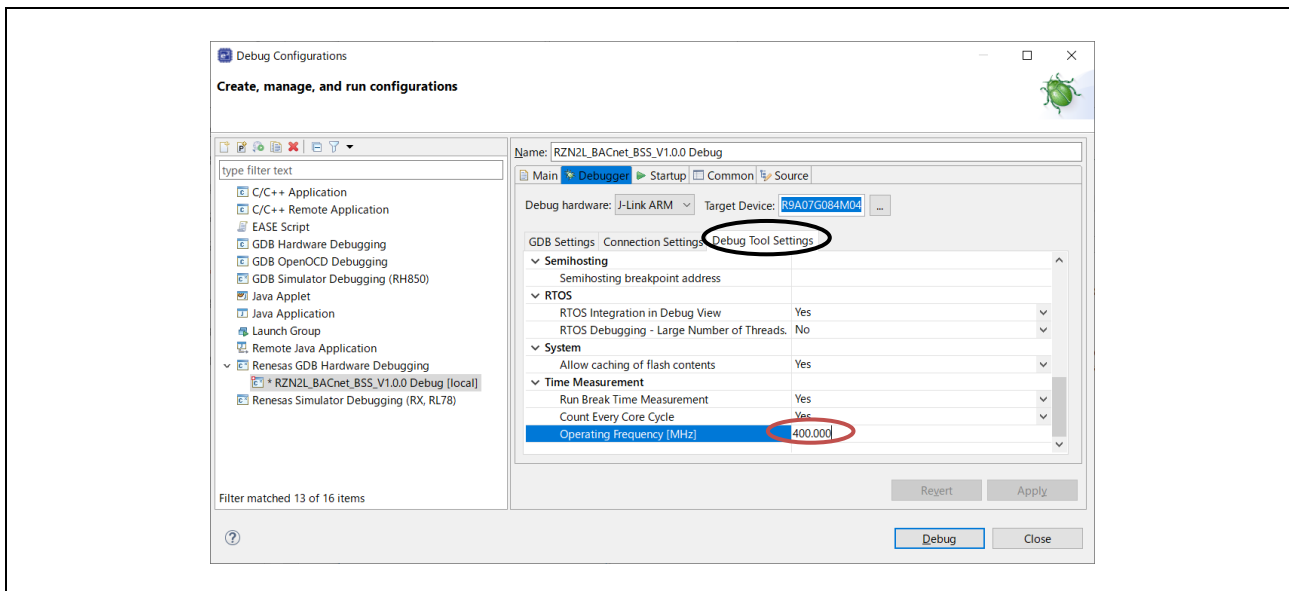 Debug Configurations
Create, manage, and run configurations
type filter text
C/C++ Application
C/C++ Remote Application
EASE Script
GDB Hardware Debugging
GDB OpenOCD Debugging
GDB Simulator Debugging (RH850)
Java Applet
Java Application
Launch Group
Remote Java Application
Renesas GDB Hardware Debugging
* RZN2L_BACnet_BSS_V1.0.0 Debug [local]
Renesas Simulator Debugging (RX, RL78)
Filter matched 13 of 16 items
Name: RZN2L_BACnet_BSS_V1.0.0 Debug
Main Debugger Startup Common Source
Debug hardware: J-Link ARM Target Device: R9A07G084M04 ...
GDB Settings Connection Settings Debug Tool Settings
Semihosting
Semihosting breakpoint address
RTOS
RTOS Integration in Debug View Yes
RTOS Debugging - Large Number of Threads. No
System
Allow caching of flash contents Yes
Time Measurement
Run Break Time Measurement Yes
Count Every Core Cycle Yes
Operating Frequency [MHz] 400.000
Revert Apply
? Debug Close